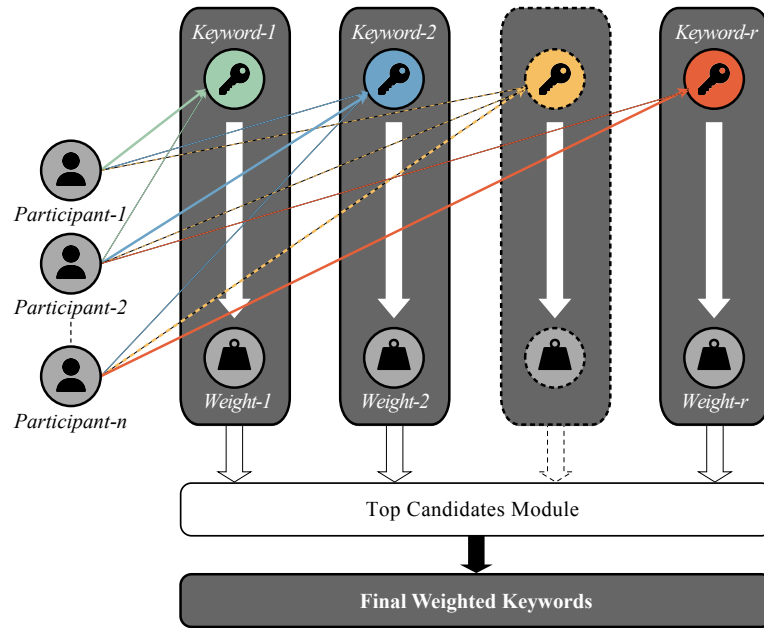 Keyword-1
Keyword-2
Keyword-r
Participant-1
Participant-2
Participant-n
Weight-1
Weight-2
Weight-r
Top Candidates Module
Final Weighted Keywords